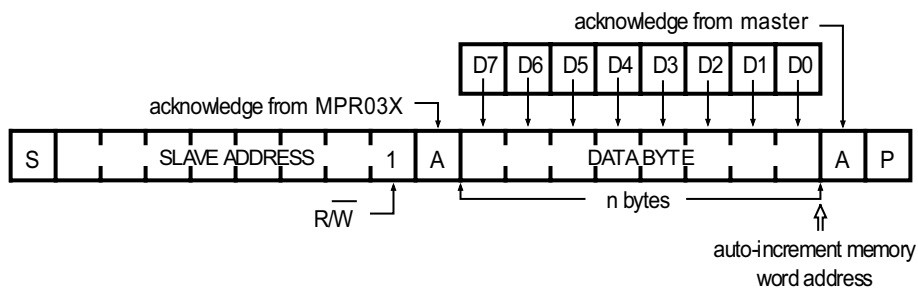 acknowledge from master
D7 D6 D5 D4 D3 D2 D1 D0
acknowledge from MPR03X
S SLAVE ADDRESS 1 A DATA BYTE A P
R/W̅
n bytes
auto-increment memory
word address